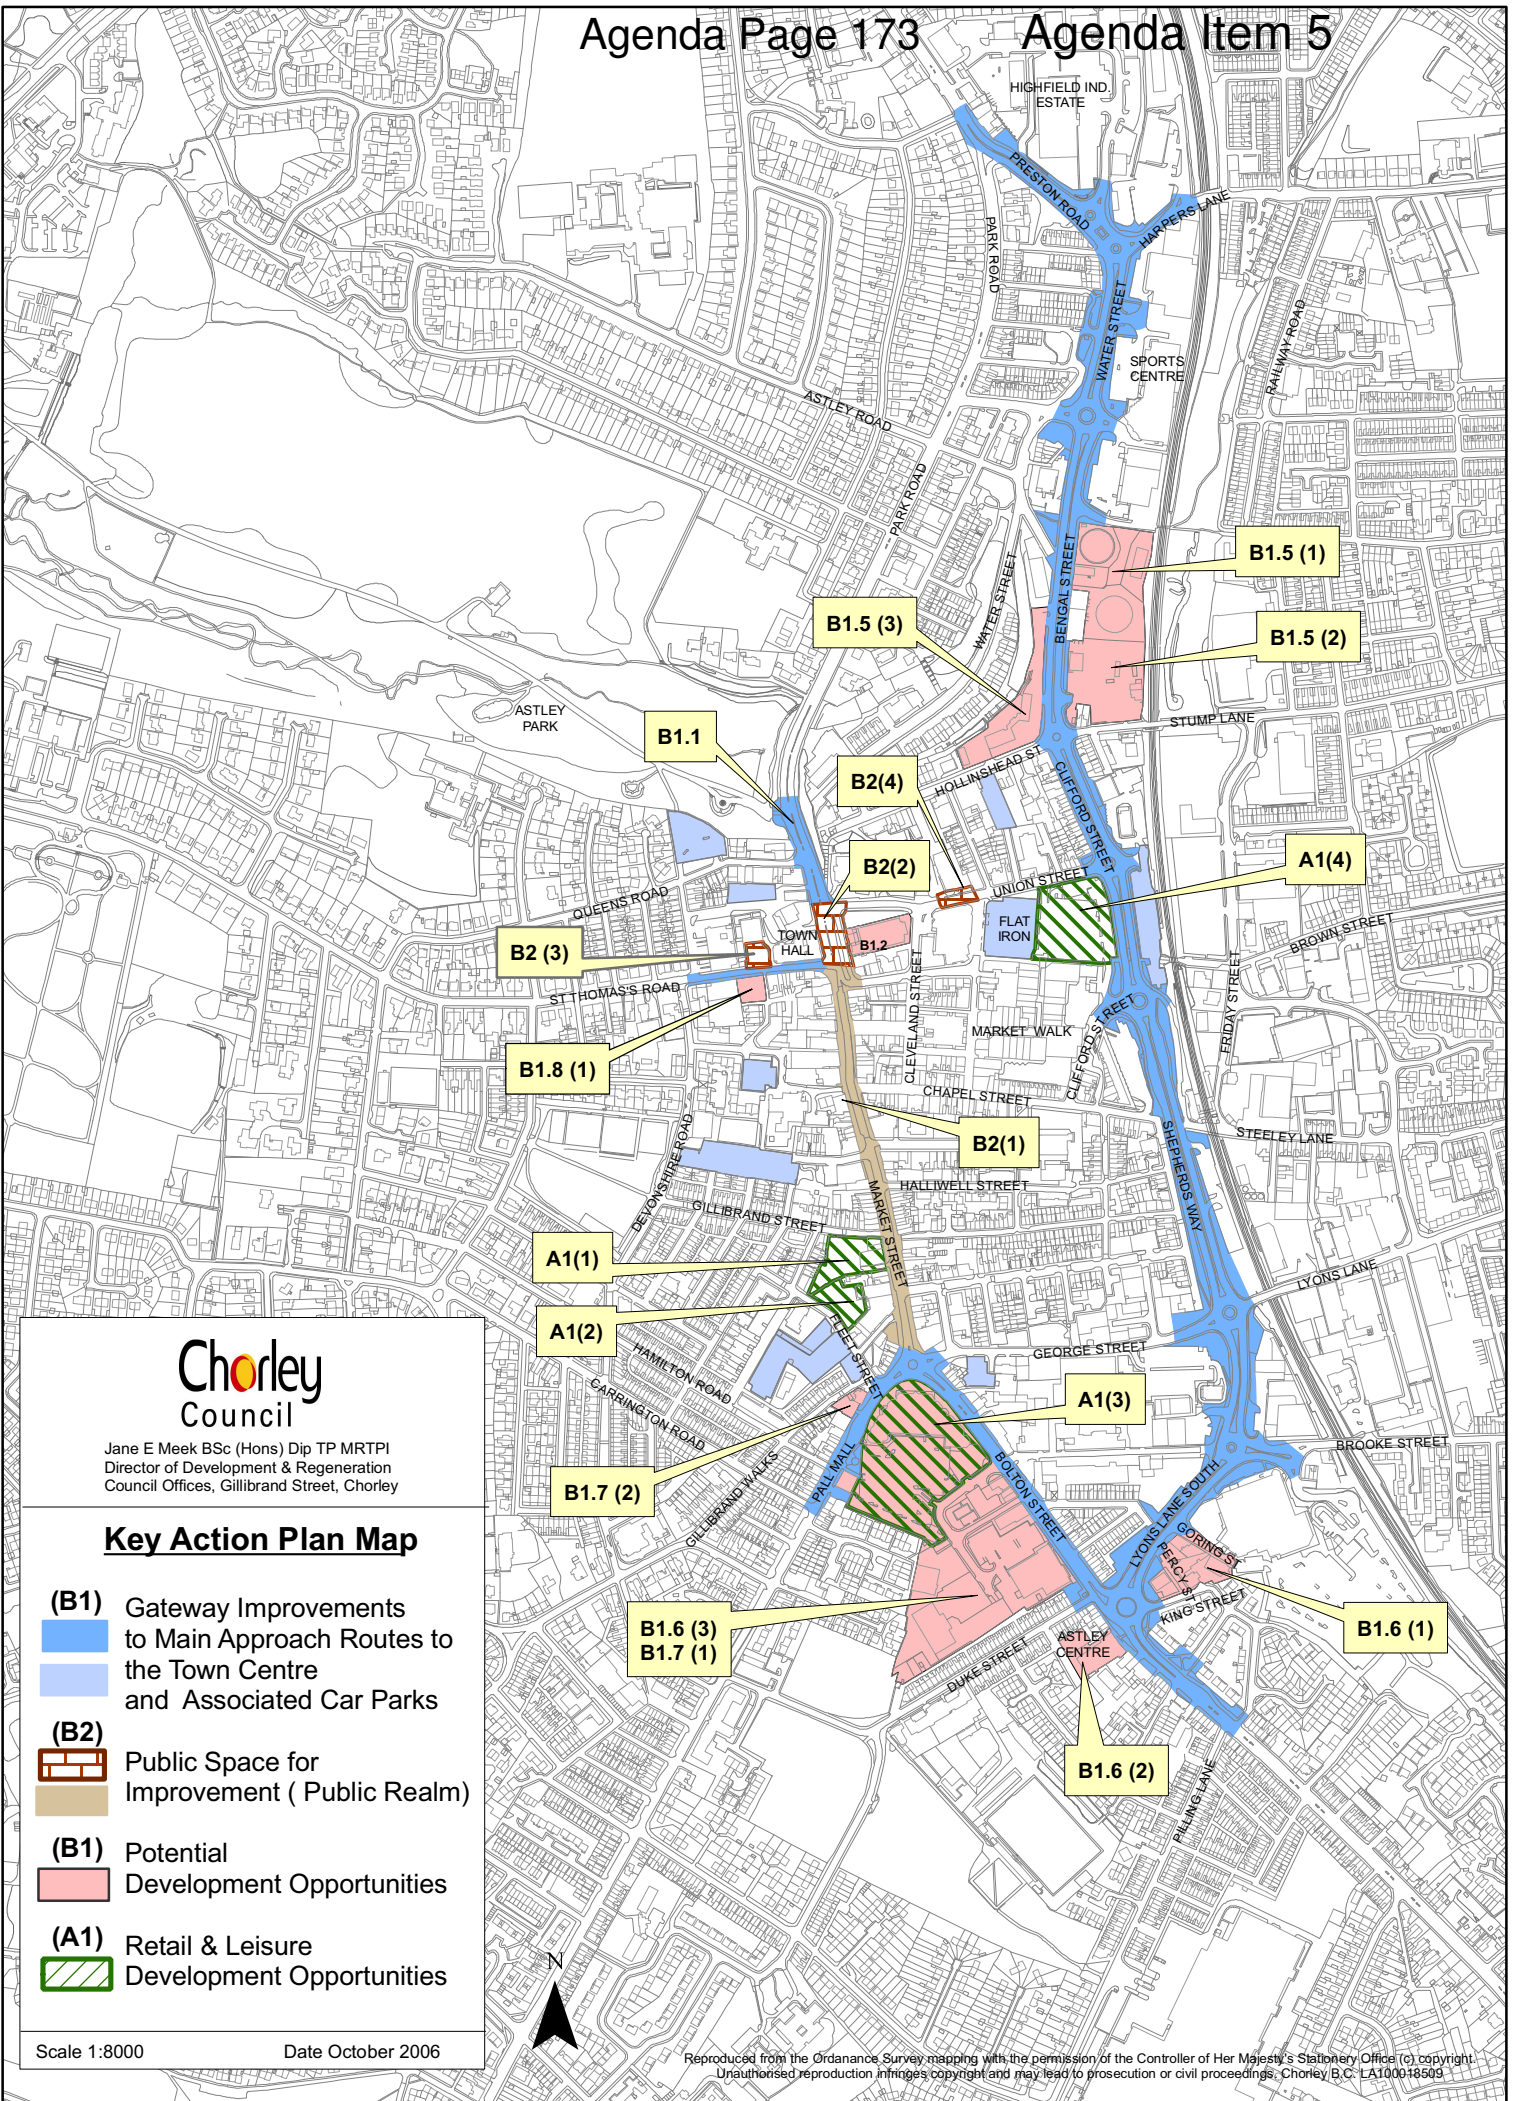 Agenda Page 173
Agenda Item 5
HIGHFIELD IND.
ESTATE
PRESTON ROAD
HARPERS LANE
PARK ROAD
WATER STREET
SPORTS
CENTRE
RAILWAY ROAD
ASTLEY ROAD
PARK ROAD
B1.5 (1)
BENGAL STREET
WATER STREET
B1.5 (3)
B1.5 (2)
ASTLEY
PARK
STUMP LANE
B1.1
HOLLINSHEAD ST
B2(4)
CLIFFORD STREET
B2(2)
A1(4)
UNION STREET
QUEENS ROAD
FLAT
IRON
TOWN
HALL
B1.2
BROWN STREET
B2 (3)
ST THOMAS'S ROAD
CLEVELAND STREET
FRIDAY STREET
MARKET WALK
CLIFFORD STREET
B1.8 (1)
CHAPEL STREET
B2(1)
STEELEY LANE
SHEPHERDS WAY
DEVONSHIRE ROAD
HALLIWELL STREET
MARKET STREET
GILLIBRAND STREET
A1(1)
LYONS LANE
A1(2)
FLEET STREET
GEORGE STREET
HAMILTON ROAD
CARRINGTON ROAD
A1(3)
BROOKE STREET
PALL MALL
GILLIBRAND WALKS
BOLTON STREET
B1.7 (2)
LYONS LANE SOUTH
GORING ST
PERCY ST
KING STREET
B1.6 (3)
B1.7 (1)
B1.6 (1)
ASTLEY
CENTRE
DUKE STREET
B1.6 (2)
PILLING LANE
Chorley
Council
Jane E Meek BSc (Hons) Dip TP MRTPI
Director of Development & Regeneration
Council Offices, Gillibrand Street, Chorley
Key Action Plan Map
(B1) Gateway Improvements
to Main Approach Routes to
the Town Centre
and Associated Car Parks
(B2)
Public Space for
Improvement ( Public Realm)
(B1) Potential
Development Opportunities
(A1) Retail & Leisure
Development Opportunities
N
Scale 1:8000 Date October 2006
Reproduced from the Ordanance Survey mapping with the permission of the Controller of Her Majesty's Stationery Office (c) copyright.
Unauthorised reproduction infringes copyright and may lead to prosecution or civil proceedings. Chorley B.C. LA100018509